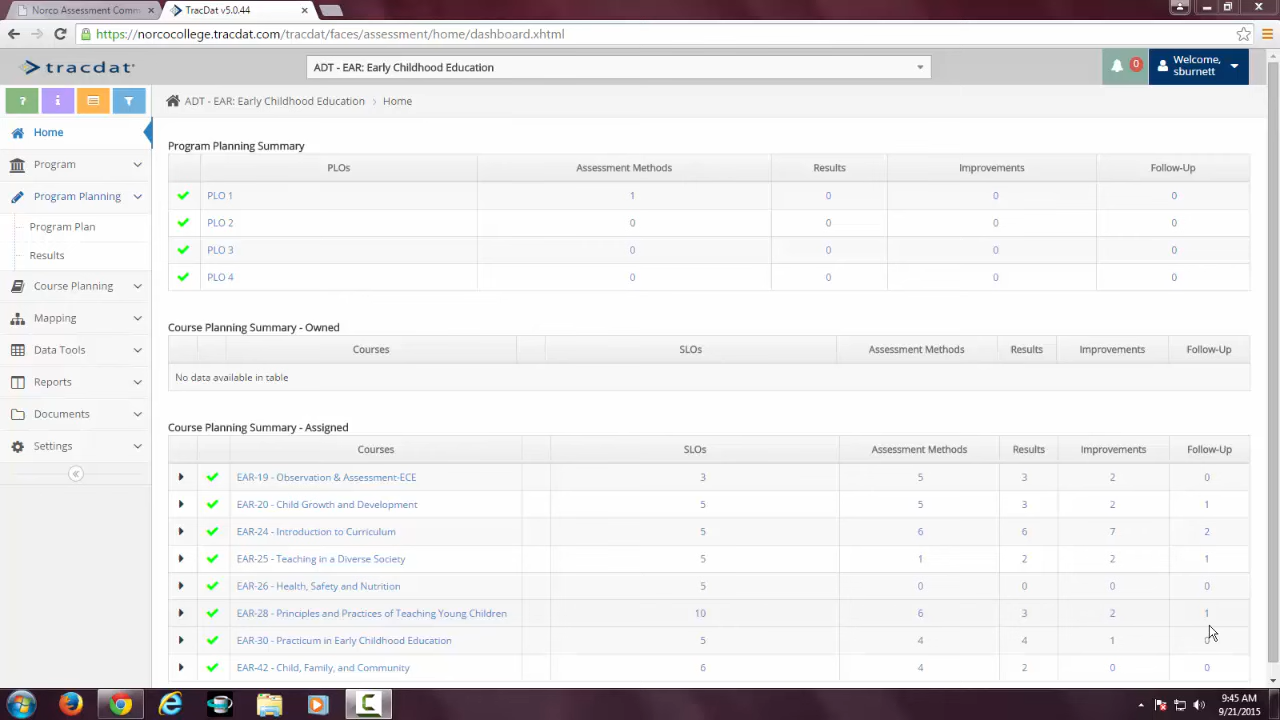 Norco Assessment Comm
TracDat v5.0.44
https://norcocollege.tracdat.com/tracdat/faces/assessment/home/dashboard.xhtml
tracdat
ADT - EAR: Early Childhood Education
0
Welcome,
sburnett
? i
ADT - EAR: Early Childhood Education > Home
Home
Program
Program Planning
Program Plan
Results
Course Planning
Mapping
Data Tools
Reports
Documents
Settings
Program Planning Summary
PLOs Assessment Methods Results Improvements Follow-Up
PLO 1 1 0 0 0
PLO 2 0 0 0 0
PLO 3 0 0 0 0
PLO 4 0 0 0 0
Course Planning Summary - Owned
Courses SLOs Assessment Methods Results Improvements Follow-Up
No data available in table
Course Planning Summary - Assigned
Courses SLOs Assessment Methods Results Improvements Follow-Up
EAR-19 - Observation & Assessment-ECE 3 5 3 2 0
EAR-20 - Child Growth and Development 5 5 3 2 1
EAR-24 - Introduction to Curriculum 5 6 6 7 2
EAR-25 - Teaching in a Diverse Society 5 1 2 2 1
EAR-26 - Health, Safety and Nutrition 5 0 0 0 0
EAR-28 - Principles and Practices of Teaching Young Children 10 6 3 2 1
EAR-30 - Practicum in Early Childhood Education 5 4 4 1 0
EAR-42 - Child, Family, and Community 6 4 2 0 0
9:45 AM
9/21/2015